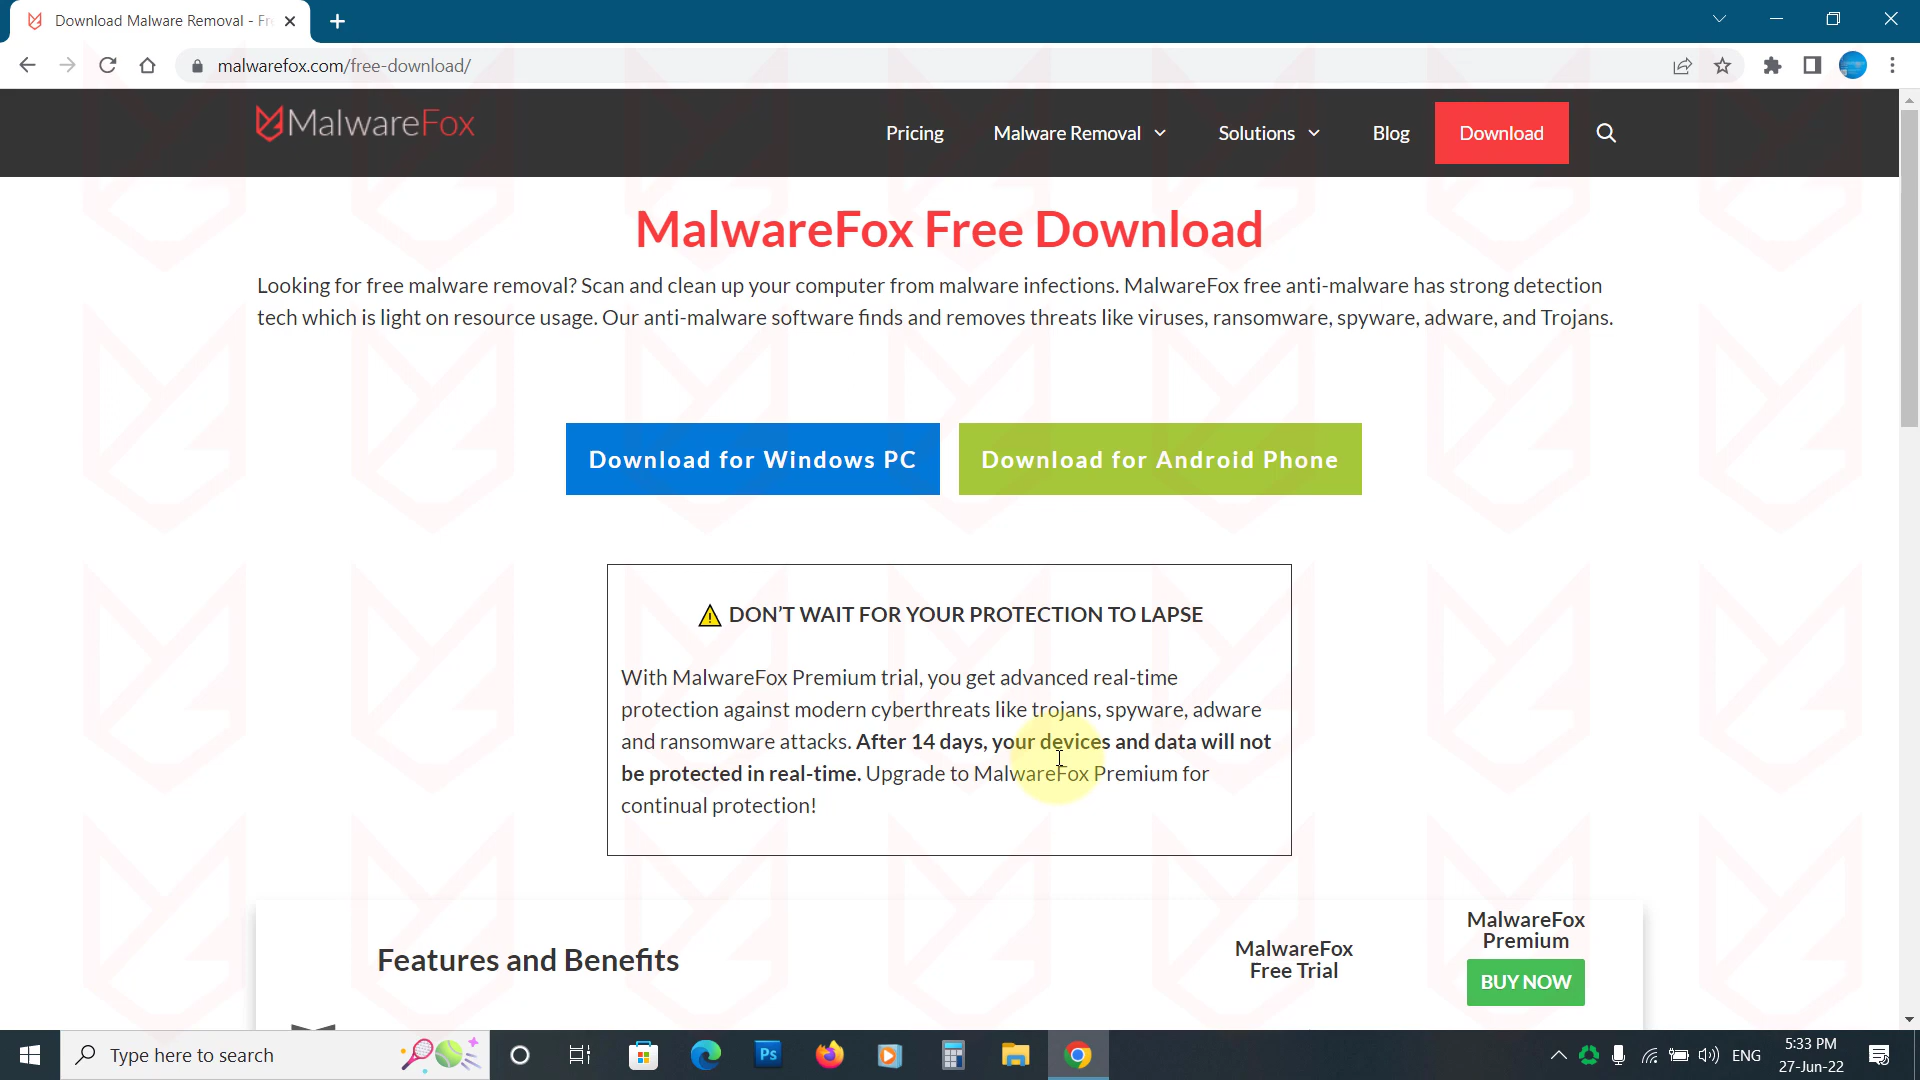 Download Malware Removal - Fre
malwarefox.com/free-download/
MalwareFox
Pricing
Malware Removal
Solutions
Blog
Download
MalwareFox Free Download
Looking for free malware removal? Scan and clean up your computer from malware infections. MalwareFox free anti-malware has strong detection
tech which is light on resource usage. Our anti-malware software finds and removes threats like viruses, ransomware, spyware, adware, and Trojans.
Download for Windows PC
Download for Android Phone
DON’T WAIT FOR YOUR PROTECTION TO LAPSE
With MalwareFox Premium trial, you get advanced real-time
protection against modern cyberthreats like trojans, spyware, adware
and ransomware attacks. After 14 days, your devices and data will not
be protected in real-time. Upgrade to MalwareFox Premium for
continual protection!
Features and Benefits
MalwareFox
Free Trial
MalwareFox
Premium
BUY NOW
Type here to search
Ps
ENG
5:33 PM
27-Jun-22